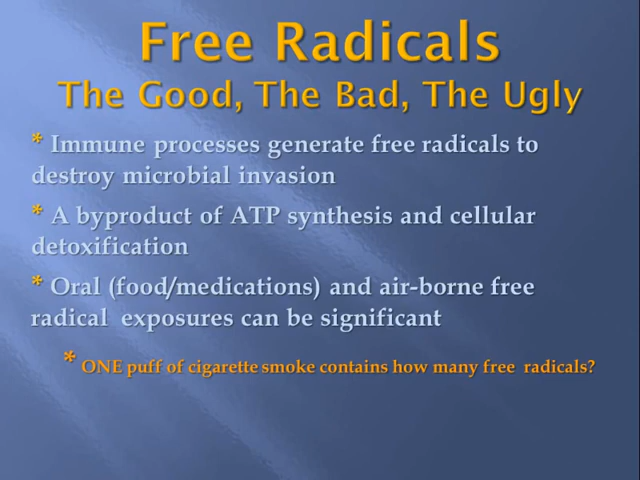 Free Radicals
The Good, The Bad, The Ugly
* Immune processes generate free radicals to
destroy microbial invasion
* A byproduct of ATP synthesis and cellular
detoxification
* Oral (food/medications) and air-borne free
radical exposures can be significant
* ONE puff of cigarette smoke contains how many free radicals?